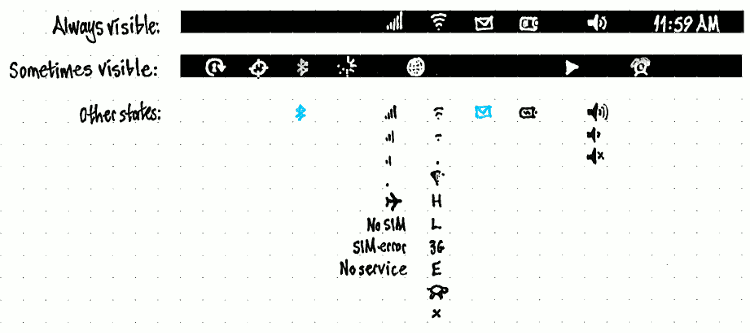 Always visible: 11:59 AM
Sometimes visible:
Other states:
H
No SIM L
SIM-error 3G
No service E
x